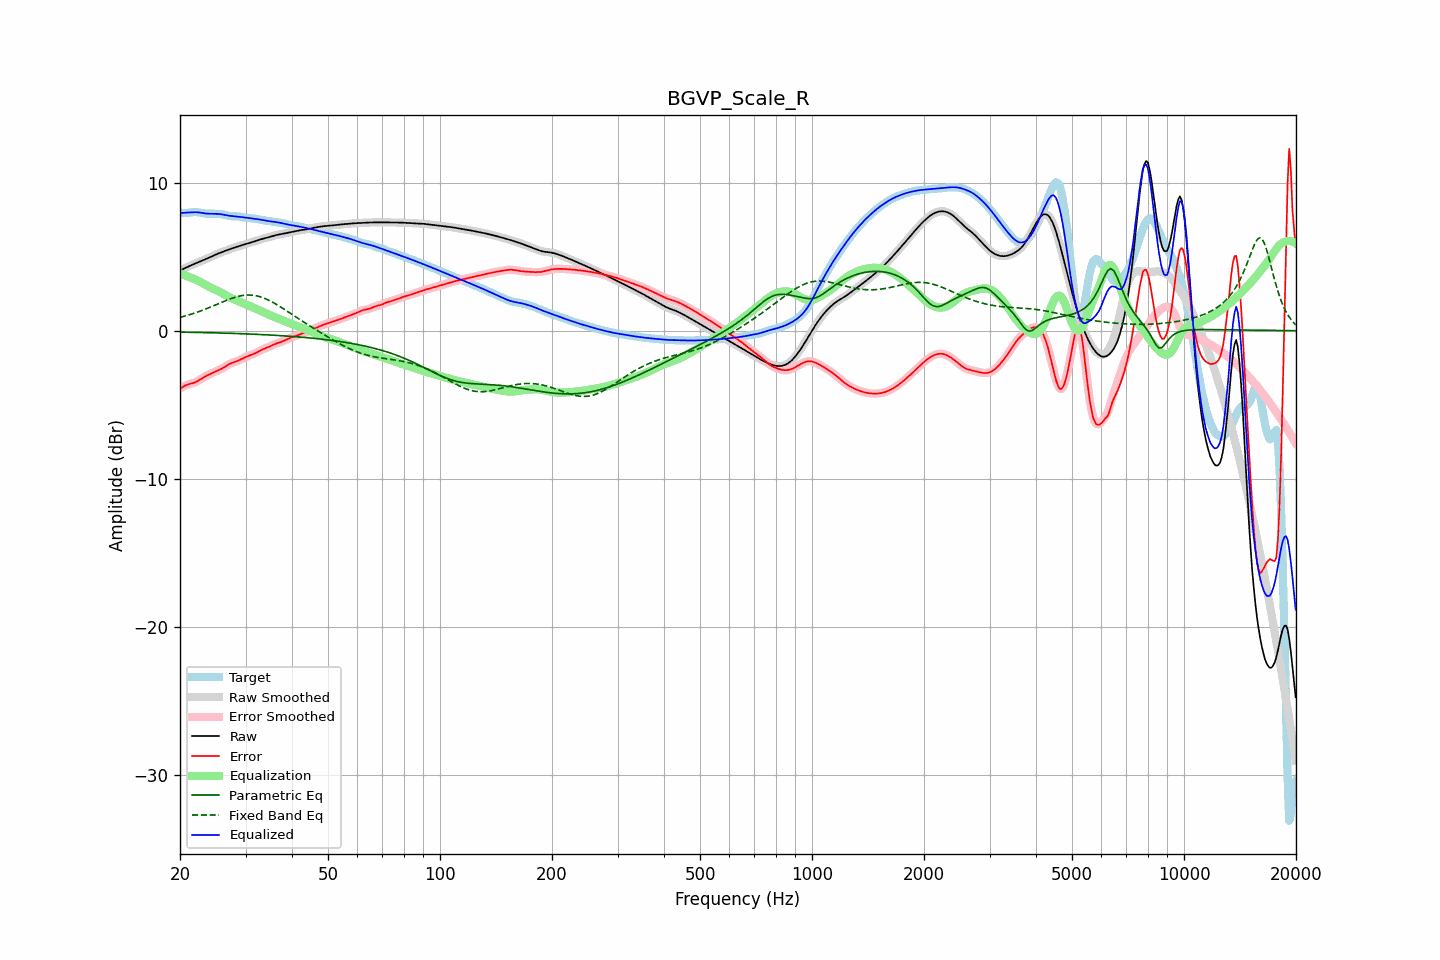 BGVP_Scale_R
Amplitude (dBr)
10
0
−10
−20
−30
Target
Raw Smoothed
Error Smoothed
Raw
Error
Equalization
Parametric Eq
Fixed Band Eq
Equalized
20 50 100 200 500 1000 2000 5000 10000 20000
Frequency (Hz)